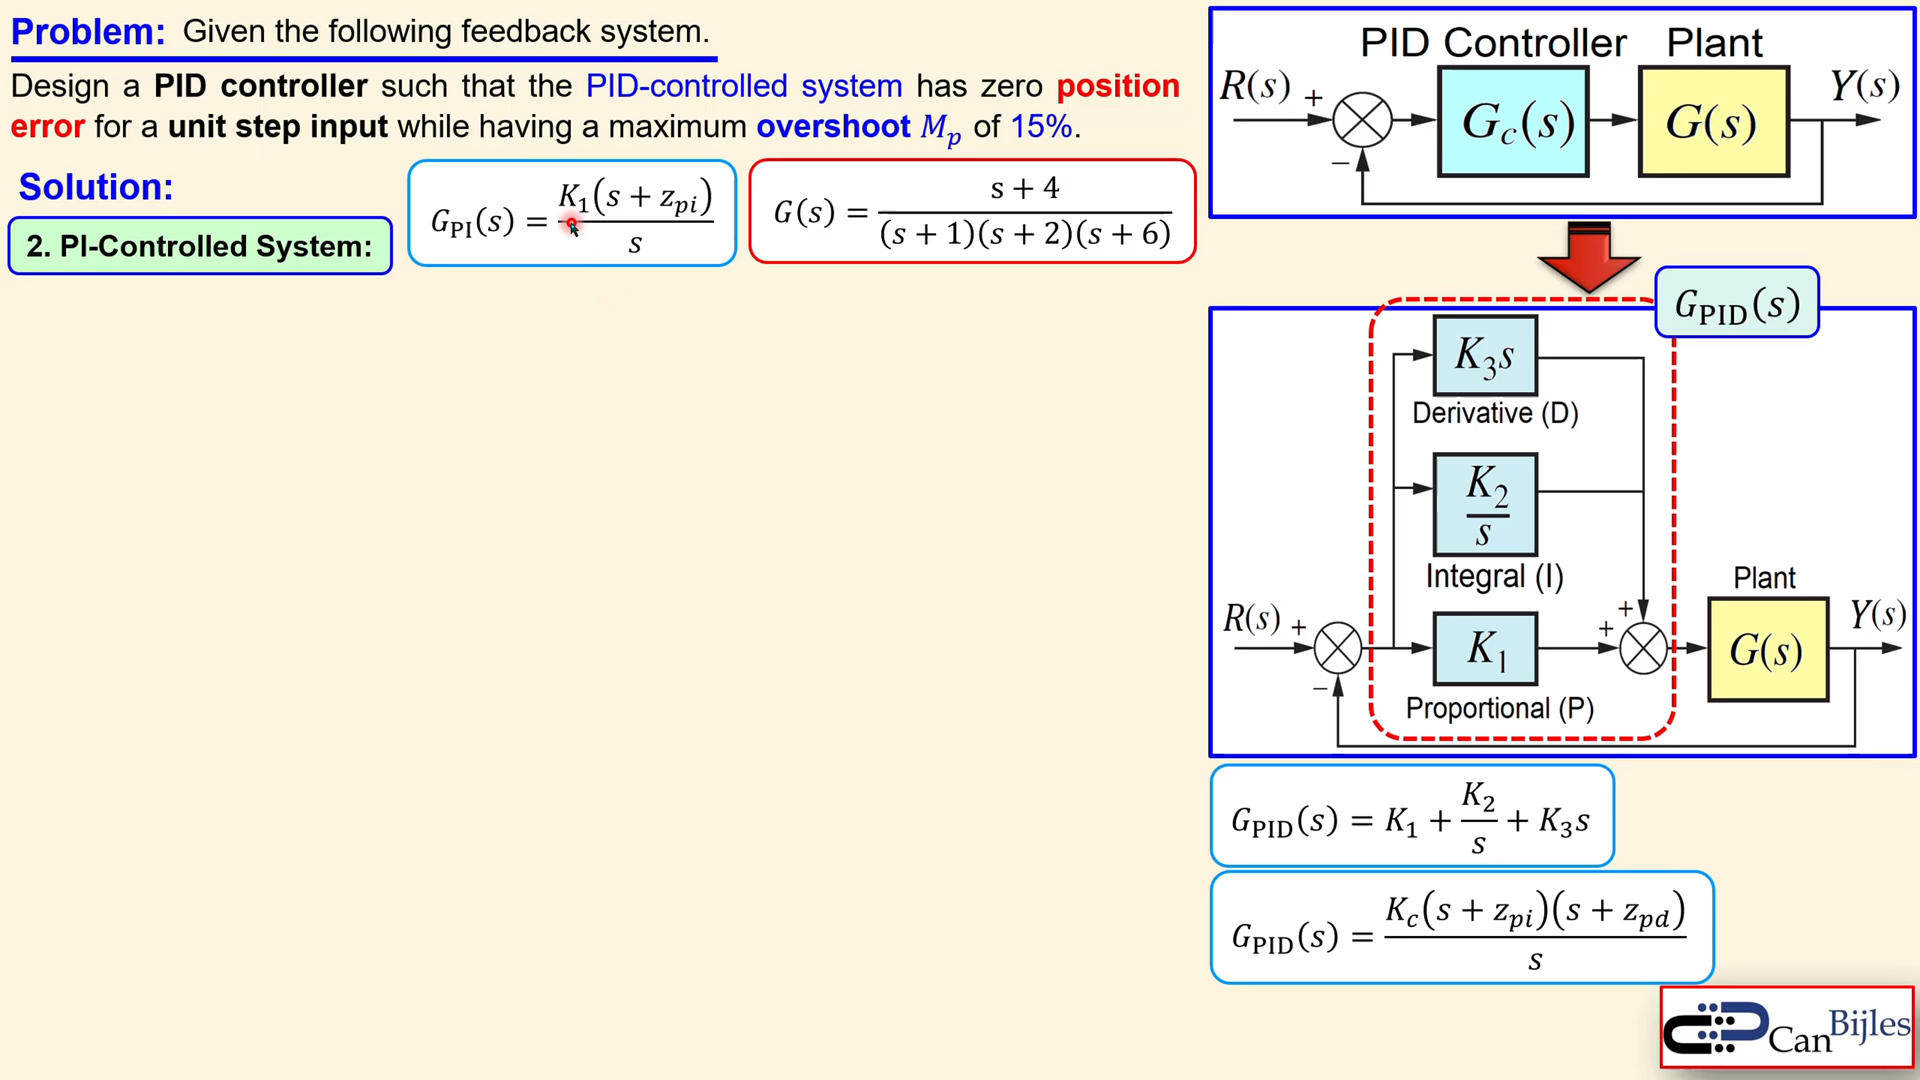 Problem: Given the following feedback system.
Design a PID controller such that the PID-controlled system has zero position
error for a unit step input while having a maximum overshoot M_p of 15%.
Solution:
2. PI-Controlled System:
G_PI(s) = K_1(s + z_pi) / s
G(s) = s + 4 / (s + 1)(s + 2)(s + 6)
PID Controller Plant
R(s) + G_c(s) G(s) Y(s)
−
G_PID(s)
K_3s
Derivative (D)
K_2 / s
Integral (I)
Plant
R(s) + K_1 + + G(s) Y(s)
−
Proportional (P)
G_PID(s) = K_1 + K_2 / s + K_3s
G_PID(s) = K_c(s + z_pi)(s + z_pd) / s
CanBijles